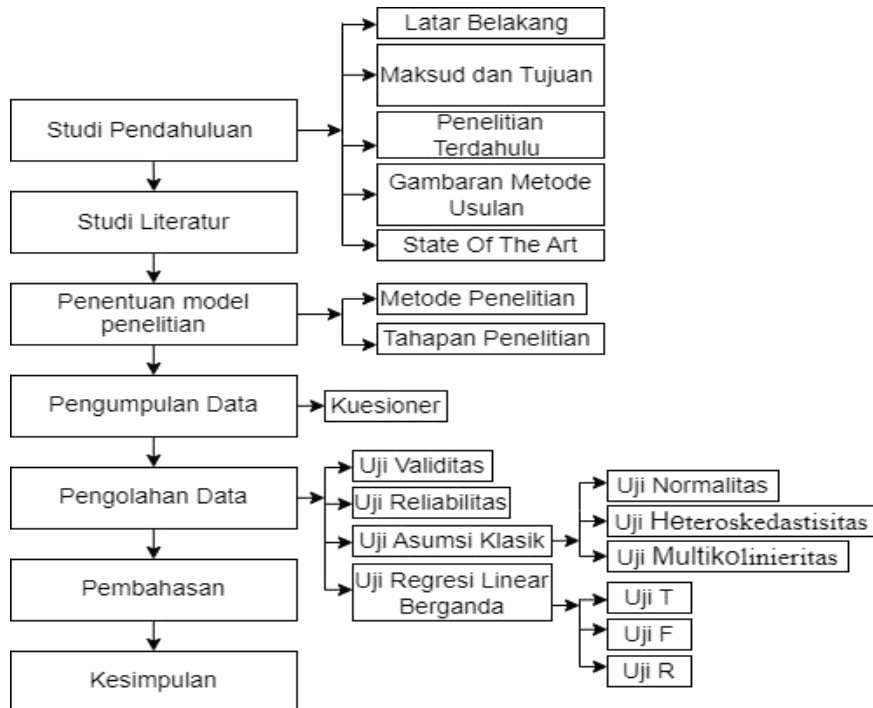 Studi Pendahuluan
Latar Belakang
Maksud dan Tujuan
Penelitian
Terdahulu
Gambaran Metode
Usulan
State Of The Art
Studi Literatur
Penentuan model
penelitian
Metode Penelitian
Tahapan Penelitian
Pengumpulan Data
Kuesioner
Pengolahan Data
Uji Validitas
Uji Reliabilitas
Uji Asumsi Klasik
Uji Normalitas
Uji Heteroskedastisitas
Uji Multikolinieritas
Uji Regresi Linear
Berganda
Uji T
Uji F
Uji R
Pembahasan
Kesimpulan